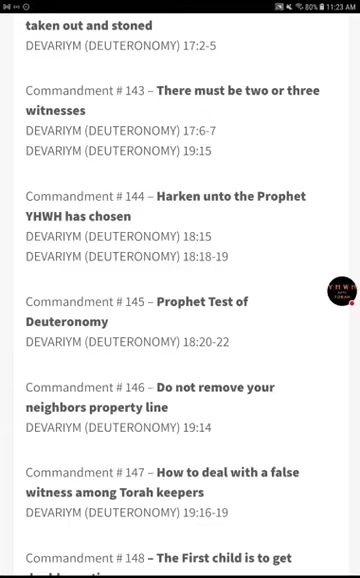 80% 11:23 AM
taken out and stoned
DEVARIYM (DEUTERONOMY) 17:2-5
Commandment # 143 – There must be two or three
witnesses
DEVARIYM (DEUTERONOMY) 17:6-7
DEVARIYM (DEUTERONOMY) 19:15
Commandment # 144 – Harken unto the Prophet
YHWH has chosen
DEVARIYM (DEUTERONOMY) 18:15
DEVARIYM (DEUTERONOMY) 18:18-19
YHWH
TORAH
Commandment # 145 – Prophet Test of
Deuteronomy
DEVARIYM (DEUTERONOMY) 18:20-22
Commandment # 146 – Do not remove your
neighbors property line
DEVARIYM (DEUTERONOMY) 19:14
Commandment # 147 – How to deal with a false
witness among Torah keepers
DEVARIYM (DEUTERONOMY) 19:16-19
Commandment # 148 – The First child is to get